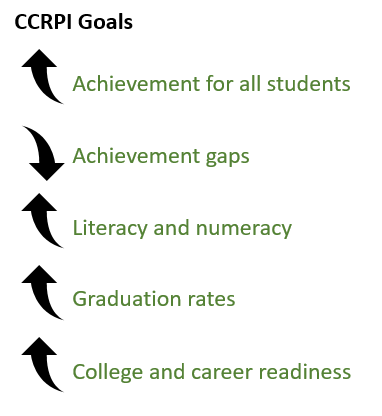 CCRPI Goals
Achievement for all students
Achievement gaps
Literacy and numeracy
Graduation rates
College and career readiness